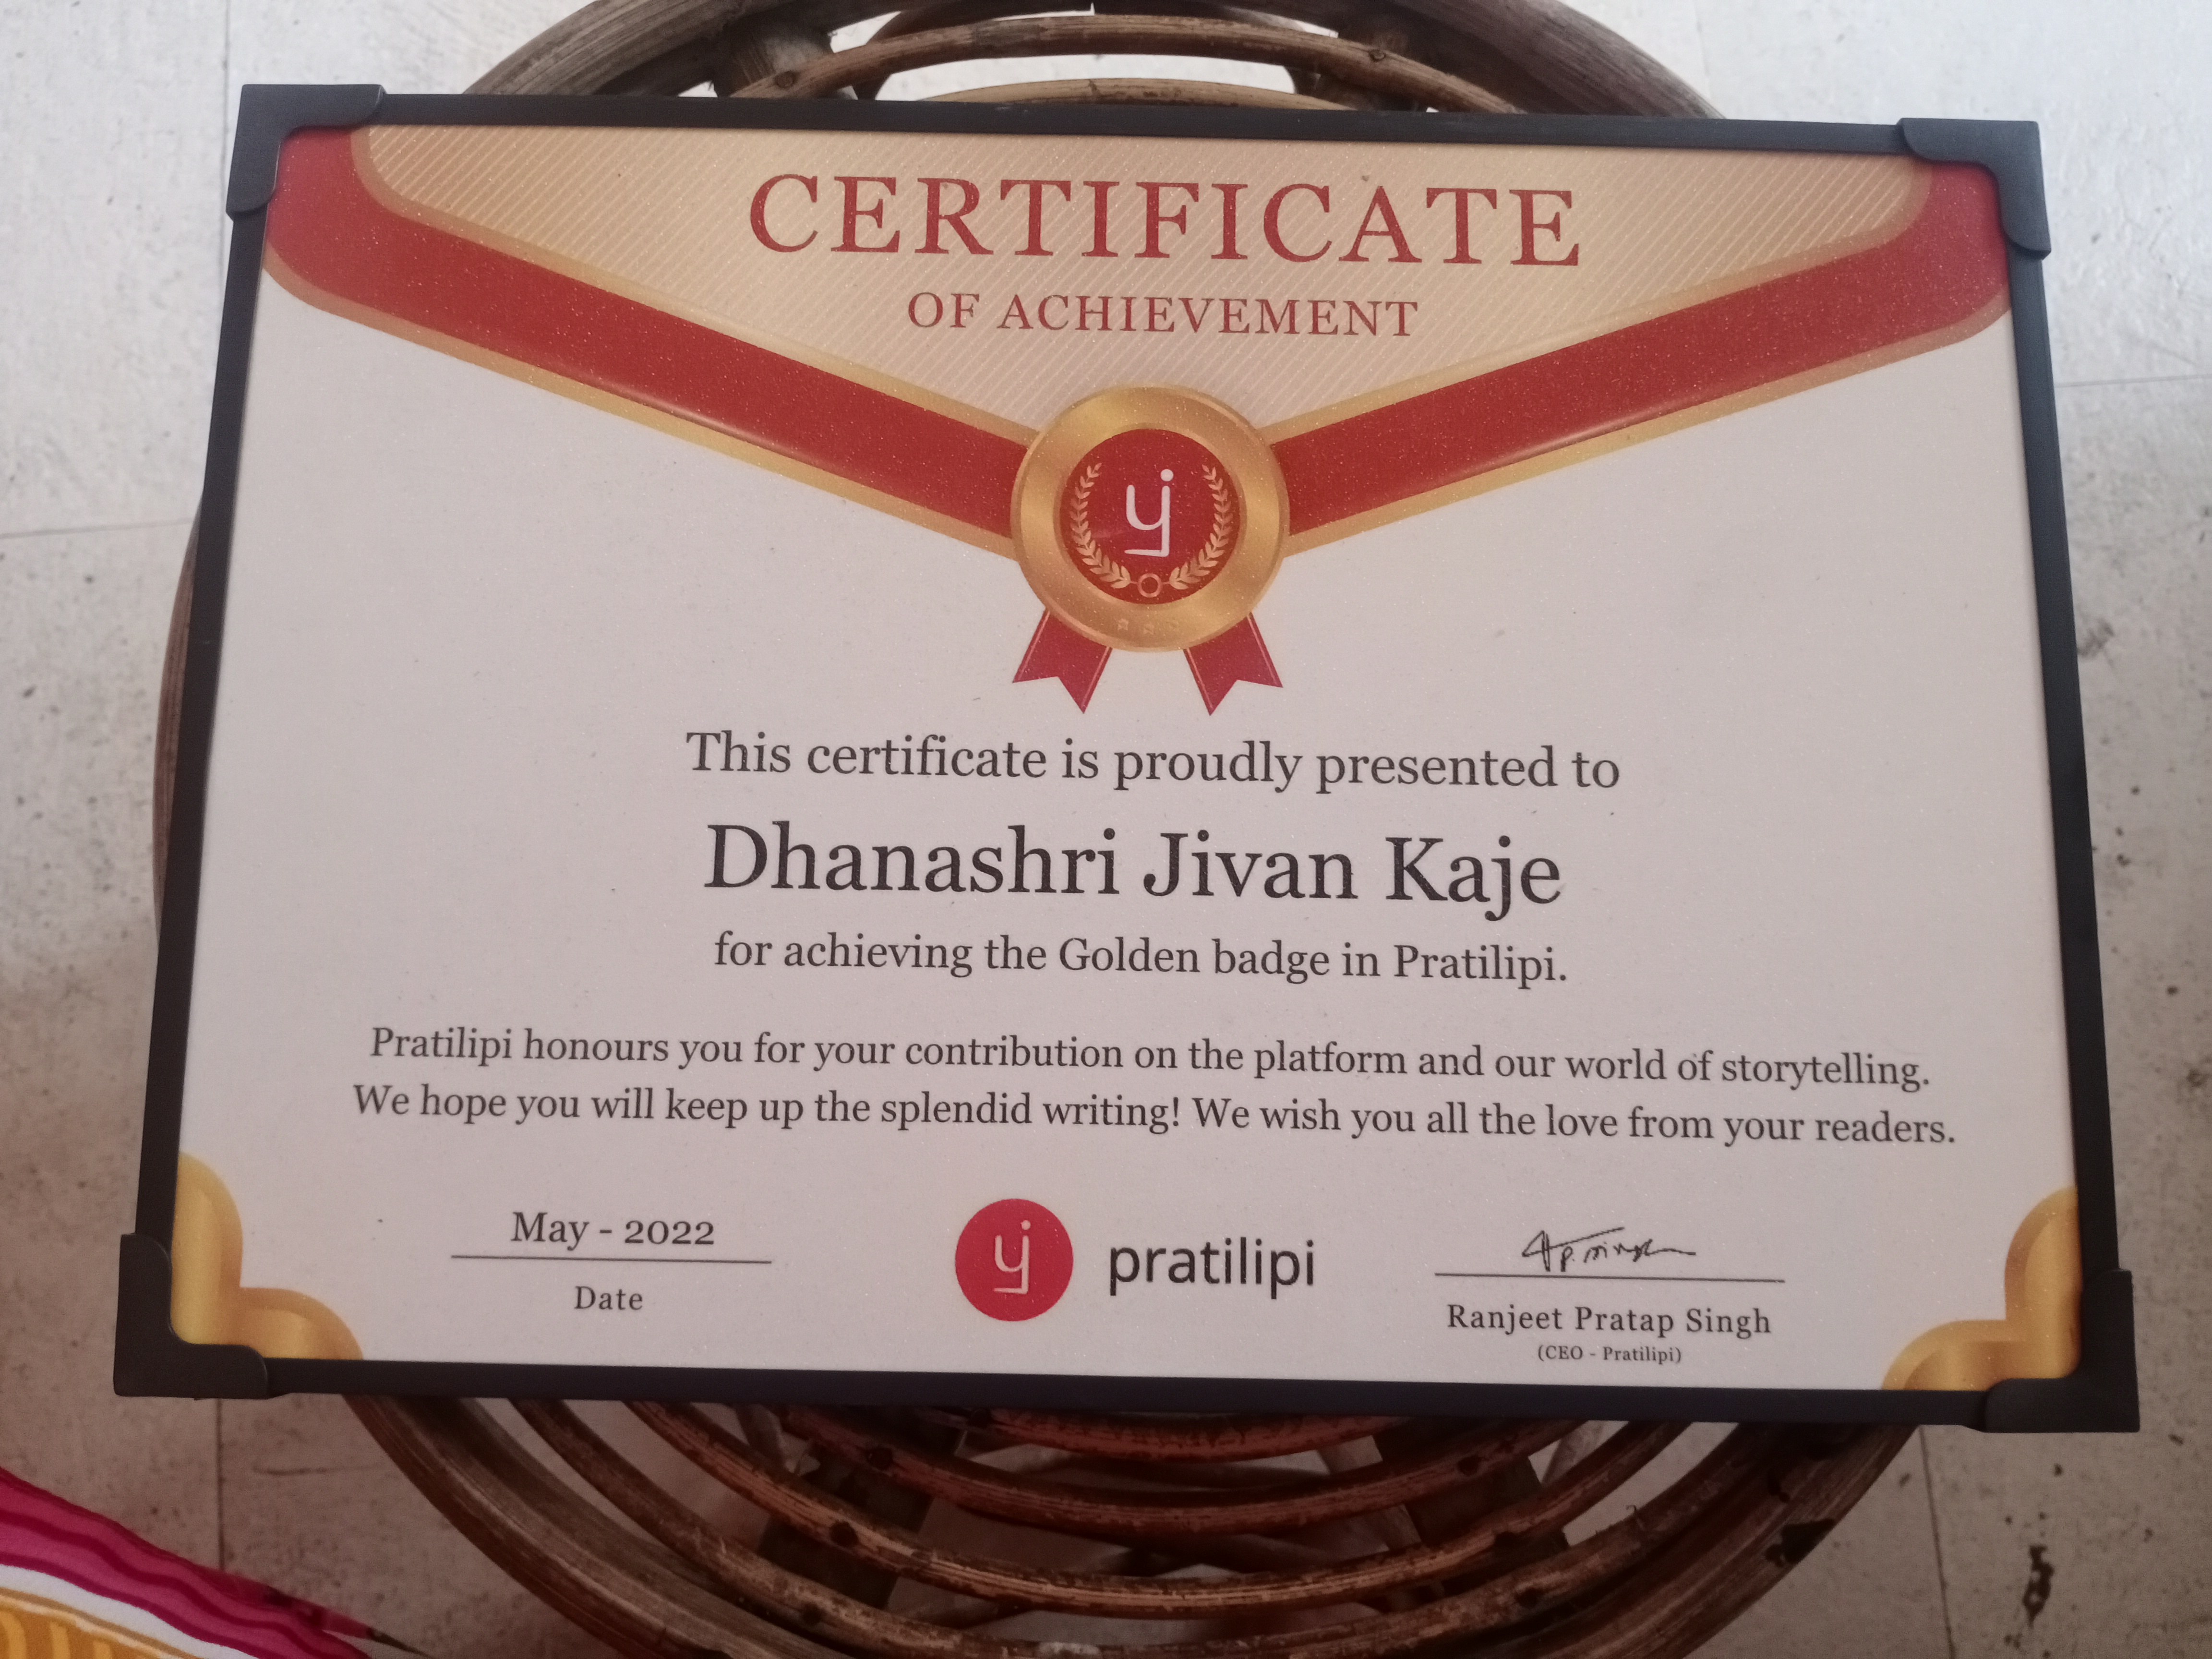 CERTIFICATE
OF ACHIEVEMENT
This certificate is proudly presented to
Dhanashri Jivan Kaje
for achieving the Golden badge in Pratilipi.
Pratilipi honours you for your contribution on the platform and our world of storytelling.
We hope you will keep up the splendid writing! We wish you all the love from your readers.
May - 2022
Date
pratilipi
Ranjeet Pratap Singh
(CEO - Pratilipi)